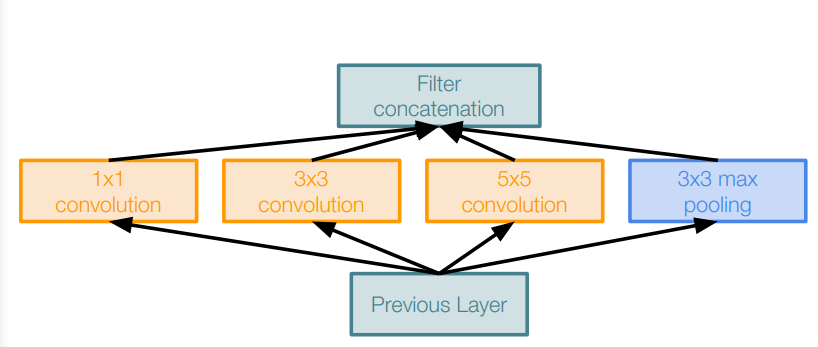 Filter
concatenation
1x1
convolution
3x3
convolution
5x5
convolution
3x3 max
pooling
Previous Layer